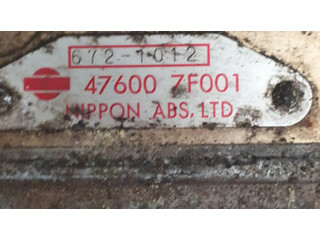 672-1012
47600 7F001
NIPPON ABS, LTD.